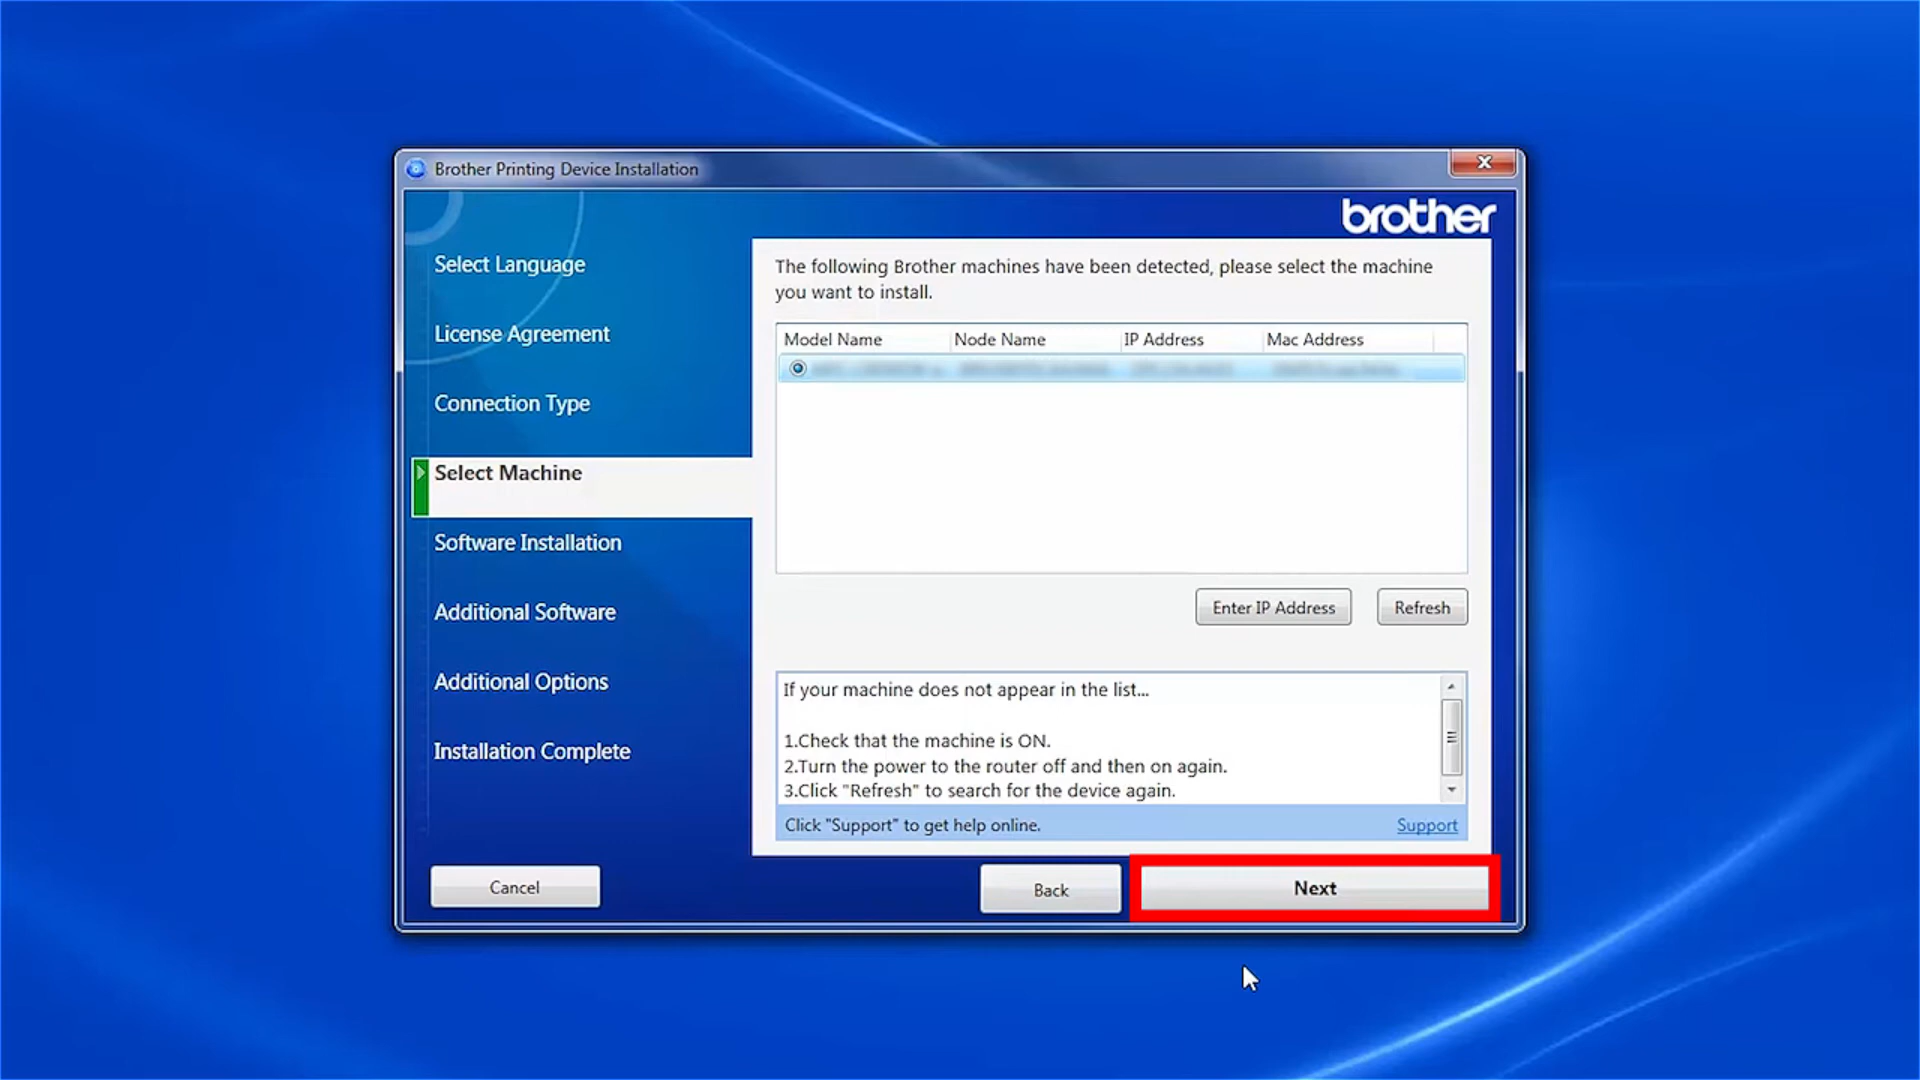 Brother Printing Device Installation
brother
Select Language
License Agreement
Connection Type
Select Machine
Software Installation
Additional Software
Additional Options
Installation Complete
The following Brother machines have been detected, please select the machine
you want to install.
Model Name Node Name IP Address Mac Address
Enter IP Address Refresh
If your machine does not appear in the list...
1.Check that the machine is ON.
2.Turn the power to the router off and then on again.
3.Click "Refresh" to search for the device again.
Click "Support" to get help online. Support
Cancel Back Next